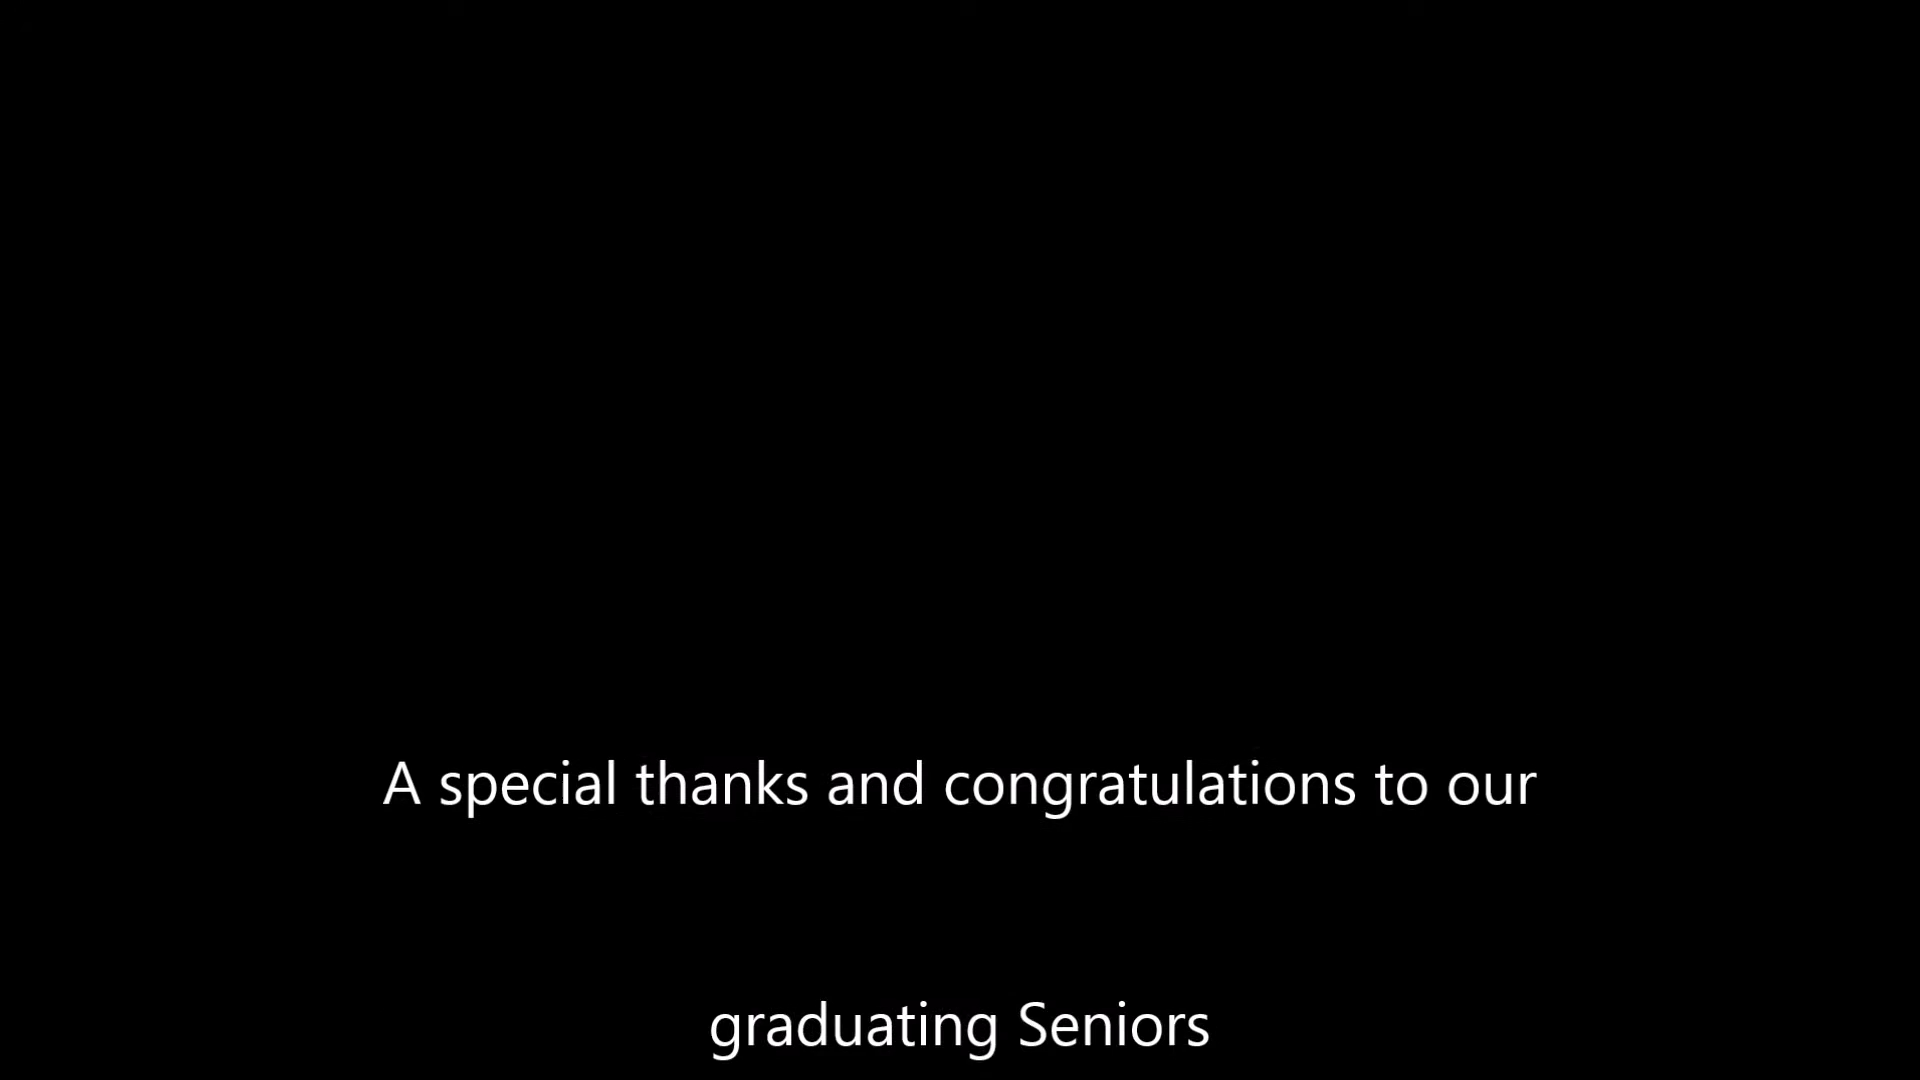 A special thanks and congratulations to our
graduating Seniors